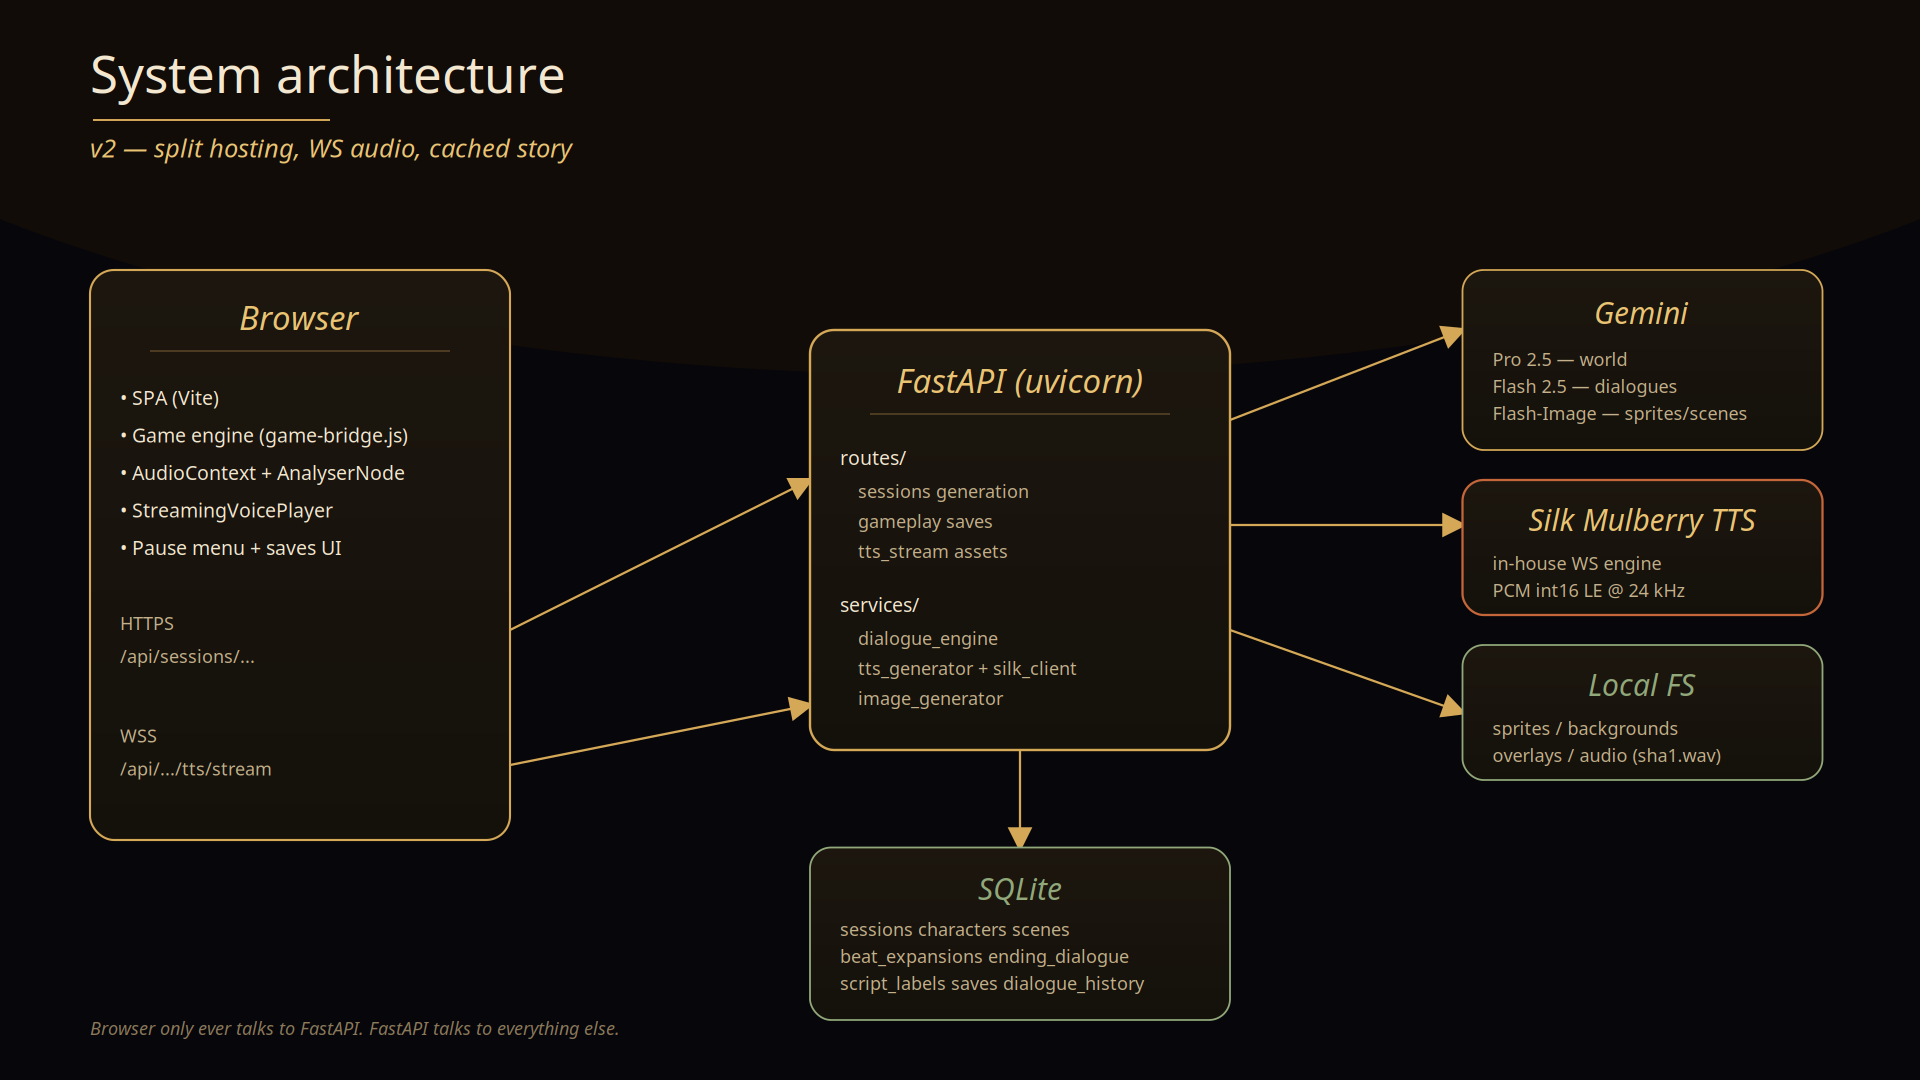 System architecture
v2 — split hosting, WS audio, cached story
Browser
• SPA (Vite)
• Game engine (game-bridge.js)
• AudioContext + AnalyserNode
• StreamingVoicePlayer
• Pause menu + saves UI
HTTPS
/api/sessions/...
WSS
/api/.../tts/stream
FastAPI (uvicorn)
routes/
sessions generation
gameplay saves
tts_stream assets
services/
dialogue_engine
tts_generator + silk_client
image_generator
Gemini
Pro 2.5 — world
Flash 2.5 — dialogues
Flash-Image — sprites/scenes
Silk Mulberry TTS
in-house WS engine
PCM int16 LE @ 24 kHz
Local FS
sprites / backgrounds
overlays / audio (sha1.wav)
SQLite
sessions characters scenes
beat_expansions ending_dialogue
script_labels saves dialogue_history
Browser only ever talks to FastAPI. FastAPI talks to everything else.